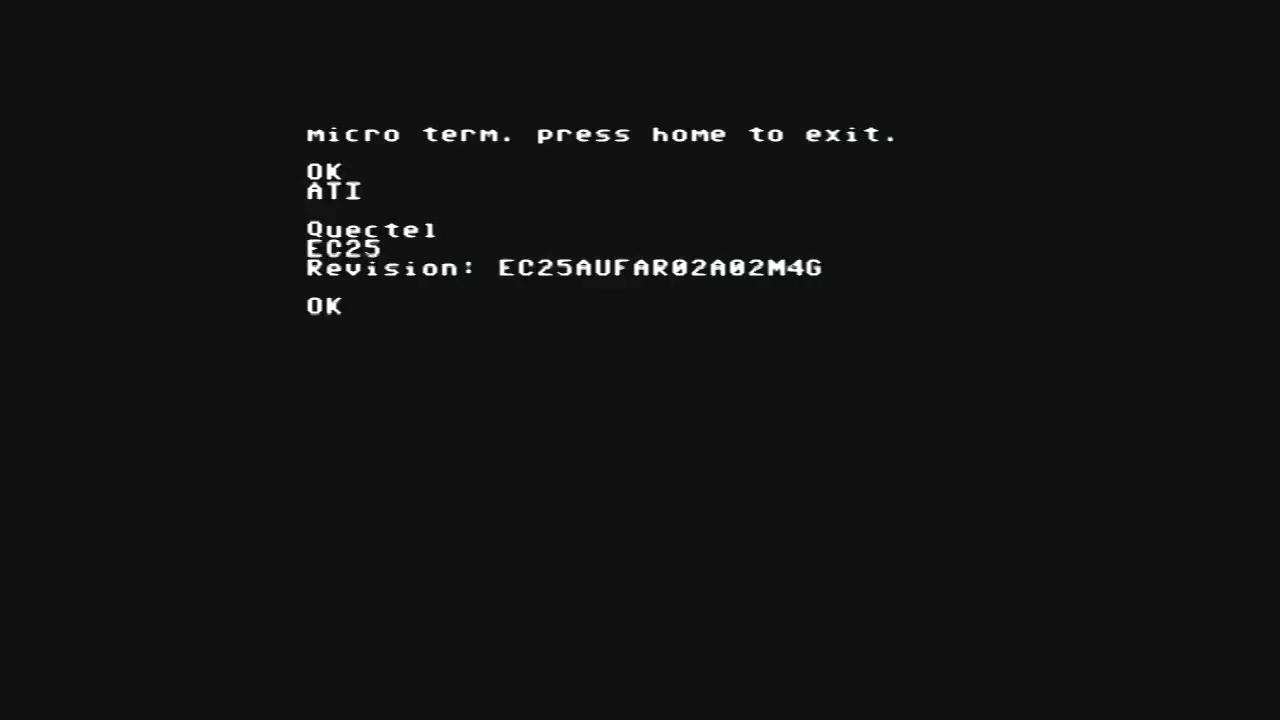 micro term. press home to exit.
OK
ATI
Quectel
EC25
Revision: EC25AUFAR02A02M4G
OK